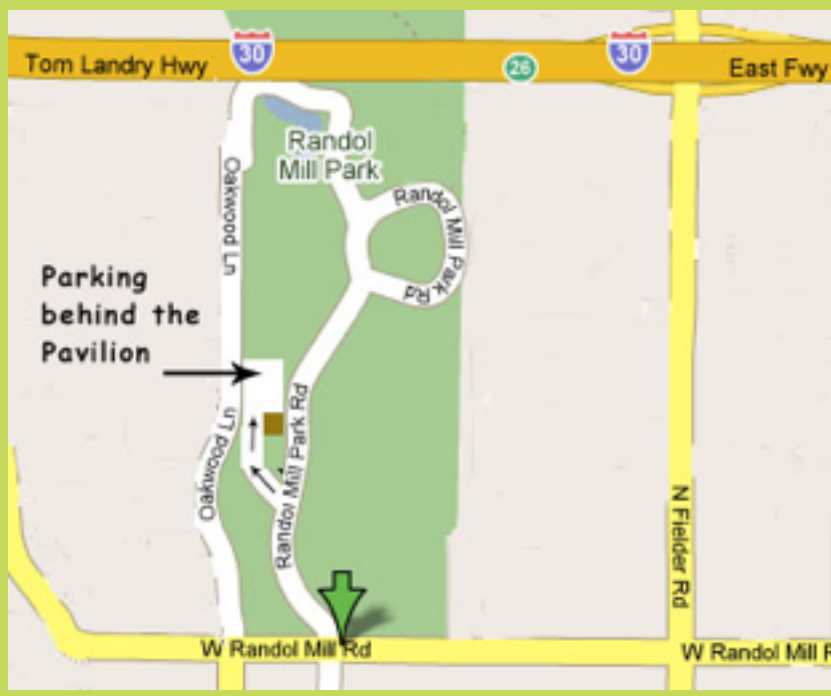 30
30
Tom Landry Hwy
26
East Fwy
Randol
Mill Park
Oakwood Ln
Randol Mill Park Rd
Parking
behind the
Pavilion
Oakwood Ln
Randol Mill Park Rd
N Fielder Rd
W Randol Mill Rd
W Randol Mill R